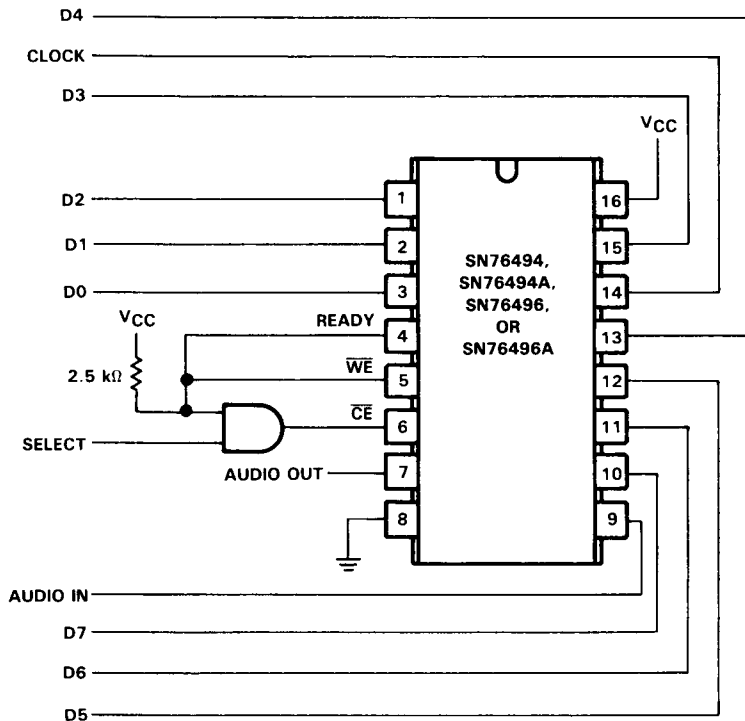 D4
CLOCK
D3
VCC
D2
1
16
D1
2
15
SN76494,
SN76494A,
SN76496,
OR
SN76496A
D0
3
14
VCC
READY
4
13
2.5 kΩ
WE
5
12
CE
6
11
SELECT
AUDIO OUT
7
10
8
9
AUDIO IN
D7
D6
D5